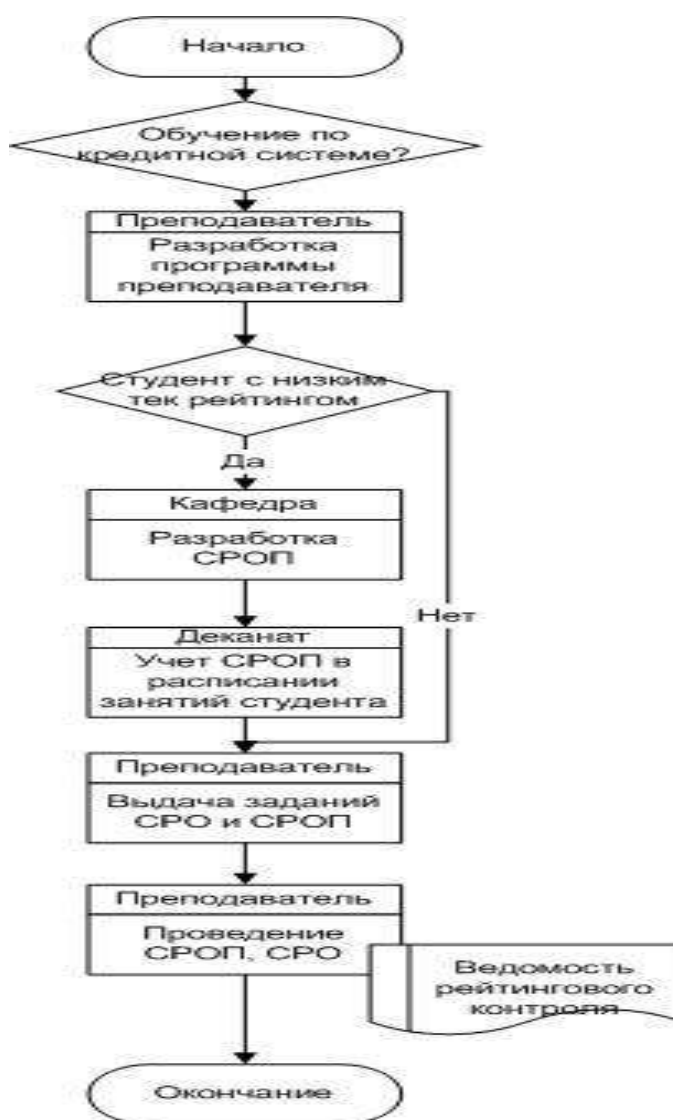 Начало
Обучение по
кредитной системе?
Преподаватель
Разработка
программы
преподавателя
Студент с низким
тек рейтингом
Да
Кафедра
Разработка
СРОП
Нет
Деканат
Учет СРОП в
расписании
занятий студента
Преподаватель
Выдача заданий
СРО и СРОП
Преподаватель
Проведение
СРОП, СРО
Ведомость
рейтингового
контроля
Окончание